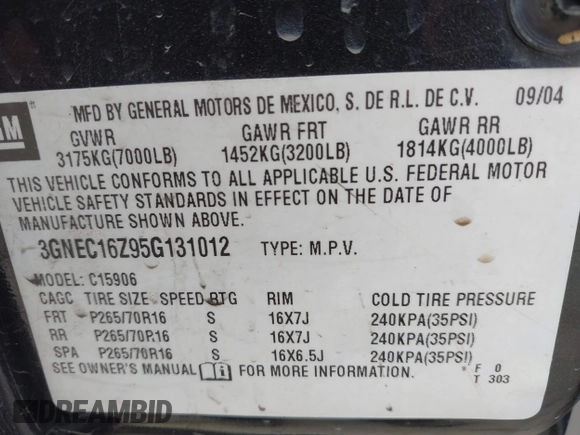 GM
MFD BY GENERAL MOTORS DE MEXICO, S. DE R.L. DE C.V. 09/04
GVWR GAWR FRT GAWR RR
3175KG(7000LB) 1452KG(3200LB) 1814KG(4000LB)
THIS VEHICLE CONFORMS TO ALL APPLICABLE U.S. FEDERAL MOTOR
VEHICLE SAFETY STANDARDS IN EFFECT ON THE DATE OF
MANUFACTURE SHOWN ABOVE.
3GNEC16Z95G131012 TYPE: M.P.V.
MODEL: C15906
CAGC TIRE SIZE SPEED RTG RIM COLD TIRE PRESSURE
FRT P265/70R16 S 16X7J 240KPA(35PSI)
RR P265/70R16 S 16X7J 240KPA(35PSI)
SPA P265/70R16 S 16X6.5J 240KPA(35PSI)
SEE OWNER'S MANUAL FOR MORE INFORMATION. F 0
T 303
DREAMBID